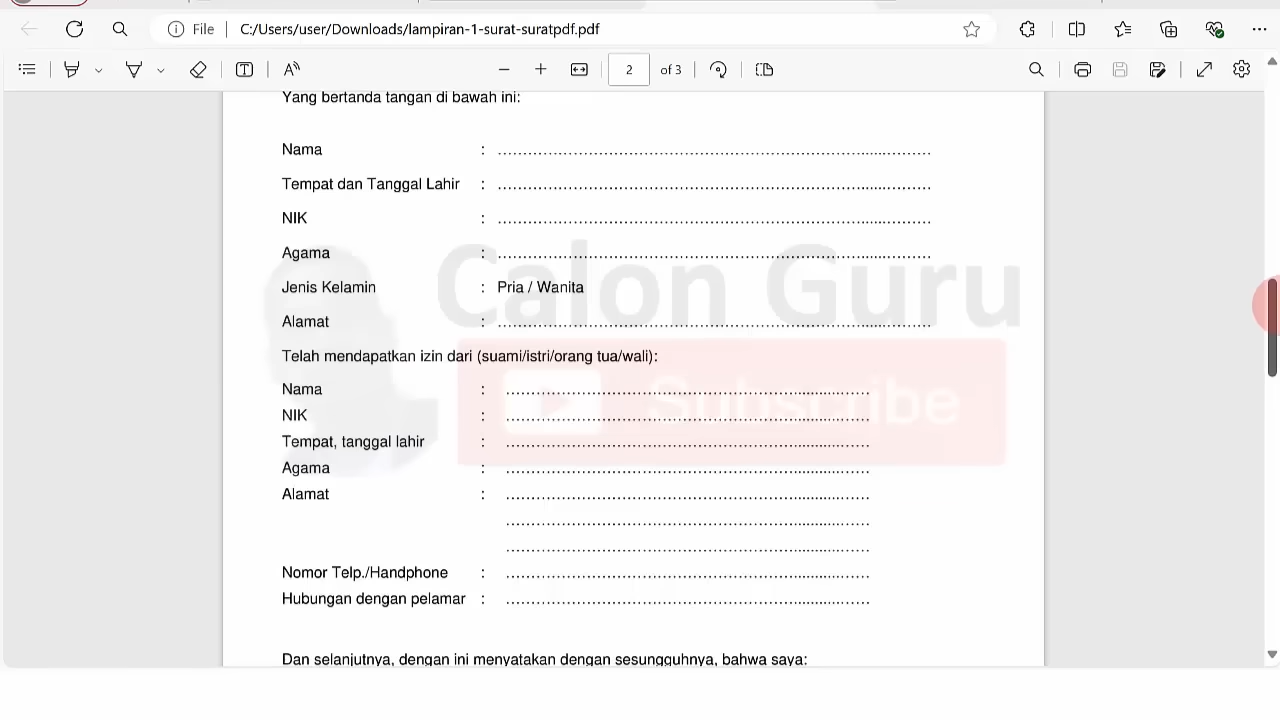 File
C:/Users/user/Downloads/lampiran-1-surat-suratpdf.pdf
2 of 3
Yang bertanda tangan di bawah ini:
Nama : ........................................................................
Tempat dan Tanggal Lahir : ........................................................................
NIK : ........................................................................
Agama : ........................................................................
Jenis Kelamin : Pria / Wanita
Alamat : ........................................................................
Telah mendapatkan izin dari (suami/istri/orang tua/wali):
Nama : ............................................................
NIK : ............................................................
Tempat, tanggal lahir : ............................................................
Agama : ............................................................
Alamat : ............................................................
............................................................
............................................................
Nomor Telp./Handphone : ............................................................
Hubungan dengan pelamar : ............................................................
Dan selanjutnya, dengan ini menyatakan dengan sesungguhnya, bahwa saya:
Calon Guru
Subscribe